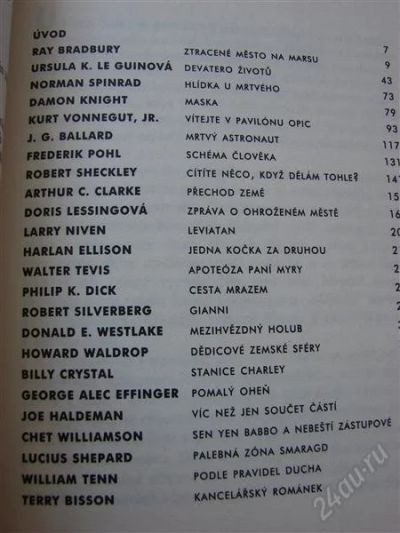 ÚVOD
RAY BRADBURY ZTRACENÉ MĚSTO NA MARSU 7
URSULA K. LE GUINOVÁ DEVATERO ŽIVOTŮ 9
NORMAN SPINRAD HLÍDKA U MRTVÉHO 43
DAMON KNIGHT MASKA 73
KURT VONNEGUT, JR. VÍTEJTE V PAVILÓNU OPIC 79
J. G. BALLARD MRTVÝ ASTRONAUT 93
FREDERIK POHL SCHÉMA ČLOVĚKA 117
ROBERT SHECKLEY CÍTÍTE NĚCO, KDYŽ DĚLÁM TOHLE? 131
ARTHUR C. CLARKE PŘECHOD ZEMĚ 14
DORIS LESSINGOVÁ ZPRÁVA O OHROŽENÉM MĚSTĚ 15
LARRY NIVEN LEVIATAN
HARLAN ELLISON JEDNA KOČKA ZA DRUHOU
WALTER TEVIS APOTEÓZA PANÍ MYRY
PHILIP K. DICK CESTA MRAZEM
ROBERT SILVERBERG GIANNI
DONALD E. WESTLAKE MEZIHVĚZDNÝ HOLUB
HOWARD WALDROP DĚDICOVÉ ZEMSKÉ SFÉRY
BILLY CRYSTAL STANICE CHARLEY
GEORGE ALEC EFFINGER POMALÝ OHEŇ
JOE HALDEMAN VÍC NEŽ JEN SOUČET ČÁSTÍ
CHET WILLIAMSON SEN YEN BABBO A NEBEŠTÍ ZÁSTUPOVÉ
LUCIUS SHEPARD PALEBNÁ ZÓNA SMARAGD
WILLIAM TENN PODLE PRAVIDEL DUCHA
TERRY BISSON KANCELÁŘSKÝ ROMÁNEK
24au.ru